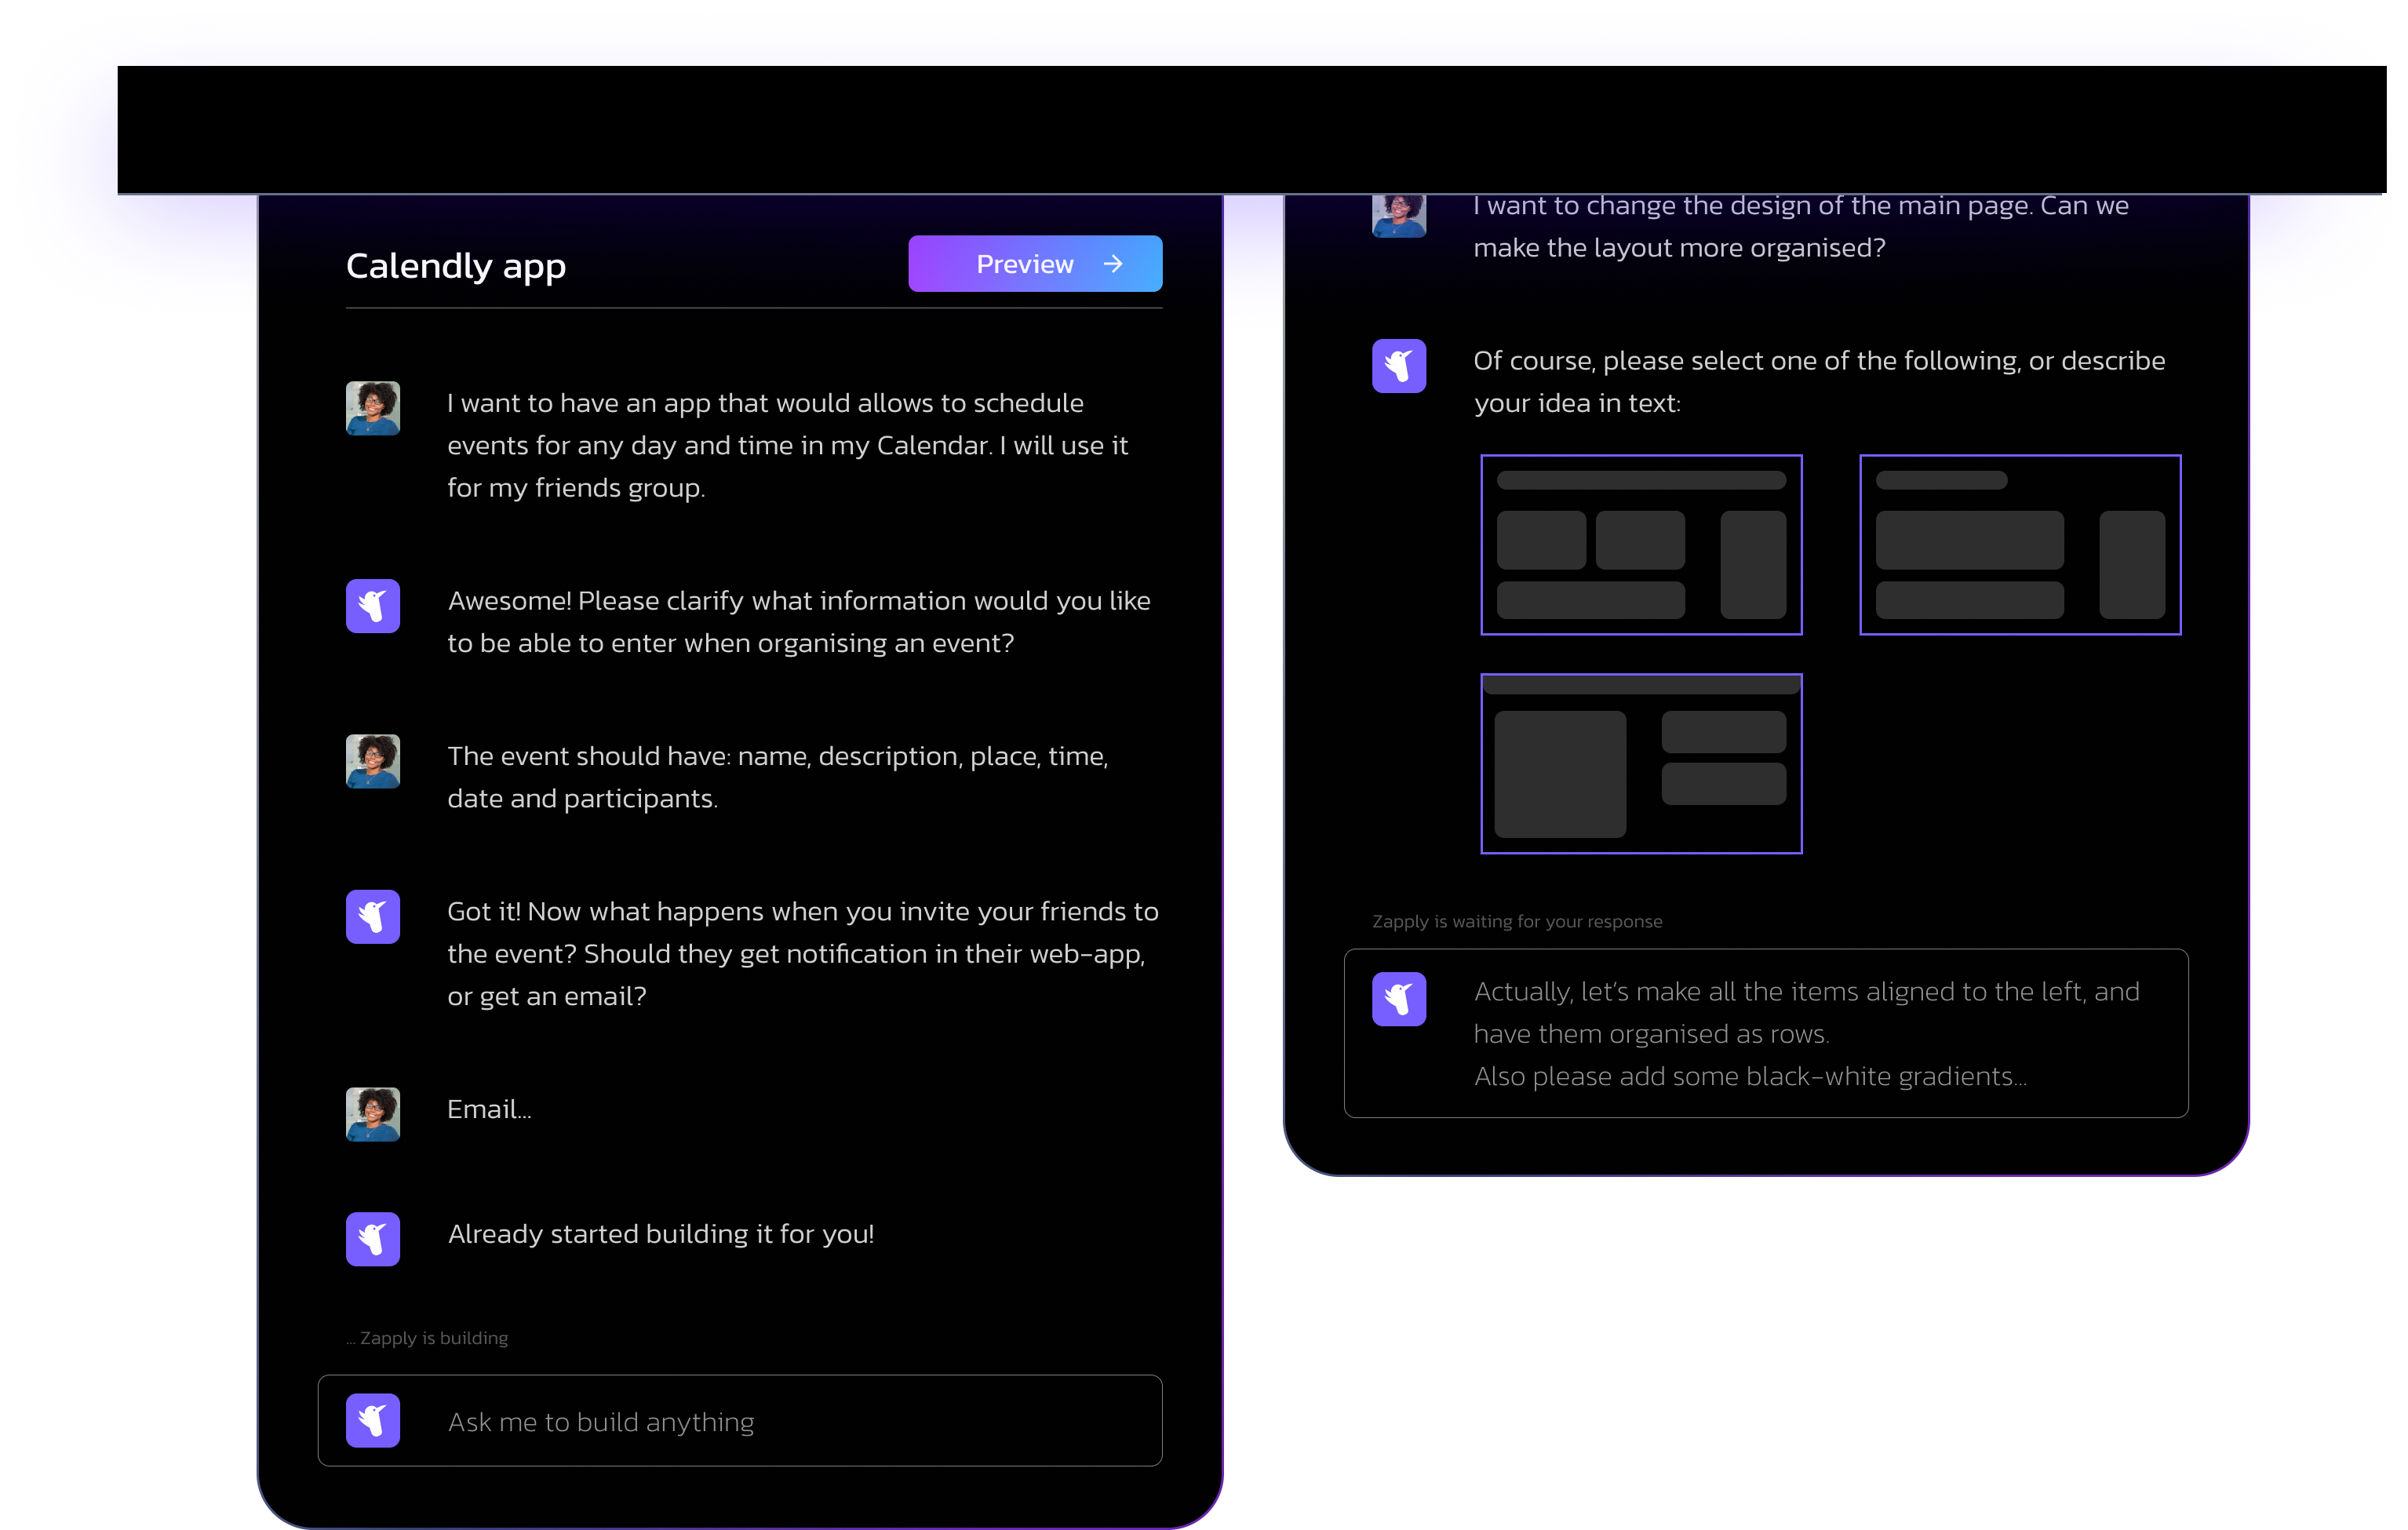 Calendly app
Preview
I want to have an app that would allows to schedule
events for any day and time in my Calendar. I will use it
for my friends group.
Awesome! Please clarify what information would you like
to be able to enter when organising an event?
The event should have: name, description, place, time,
date and participants.
Got it! Now what happens when you invite your friends to
the event? Should they get notification in their web-app,
or get an email?
Email...
Already started building it for you!
... Zapply is building
Ask me to build anything
I want to change the design of the main page. Can we
make the layout more organised?
Of course, please select one of the following, or describe
your idea in text:
Zapply is waiting for your response
Actually, let’s make all the items aligned to the left, and
have them organised as rows.
Also please add some black-white gradients...